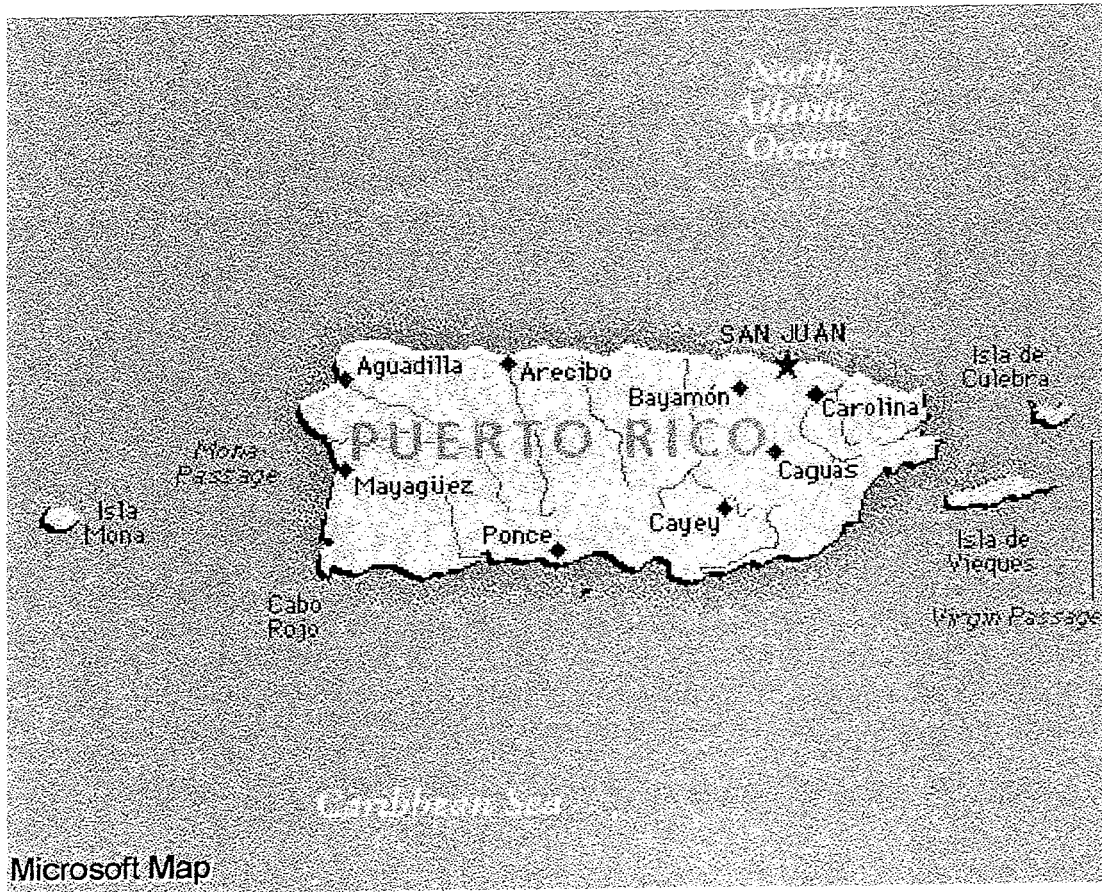 North
Atlantic
Ocean
SAN JUAN
Isla de
Culebra
Aguadilla
Arecibo
Bayamón
Carolina
PUERTO RICO
Mona
Passage
Caguas
Mayagüez
Isla
Mona
Cayey
Ponce
Isla de
Vieques
Cabo
Rojo
Virgin Passage
Caribbean Sea
Microsoft Map